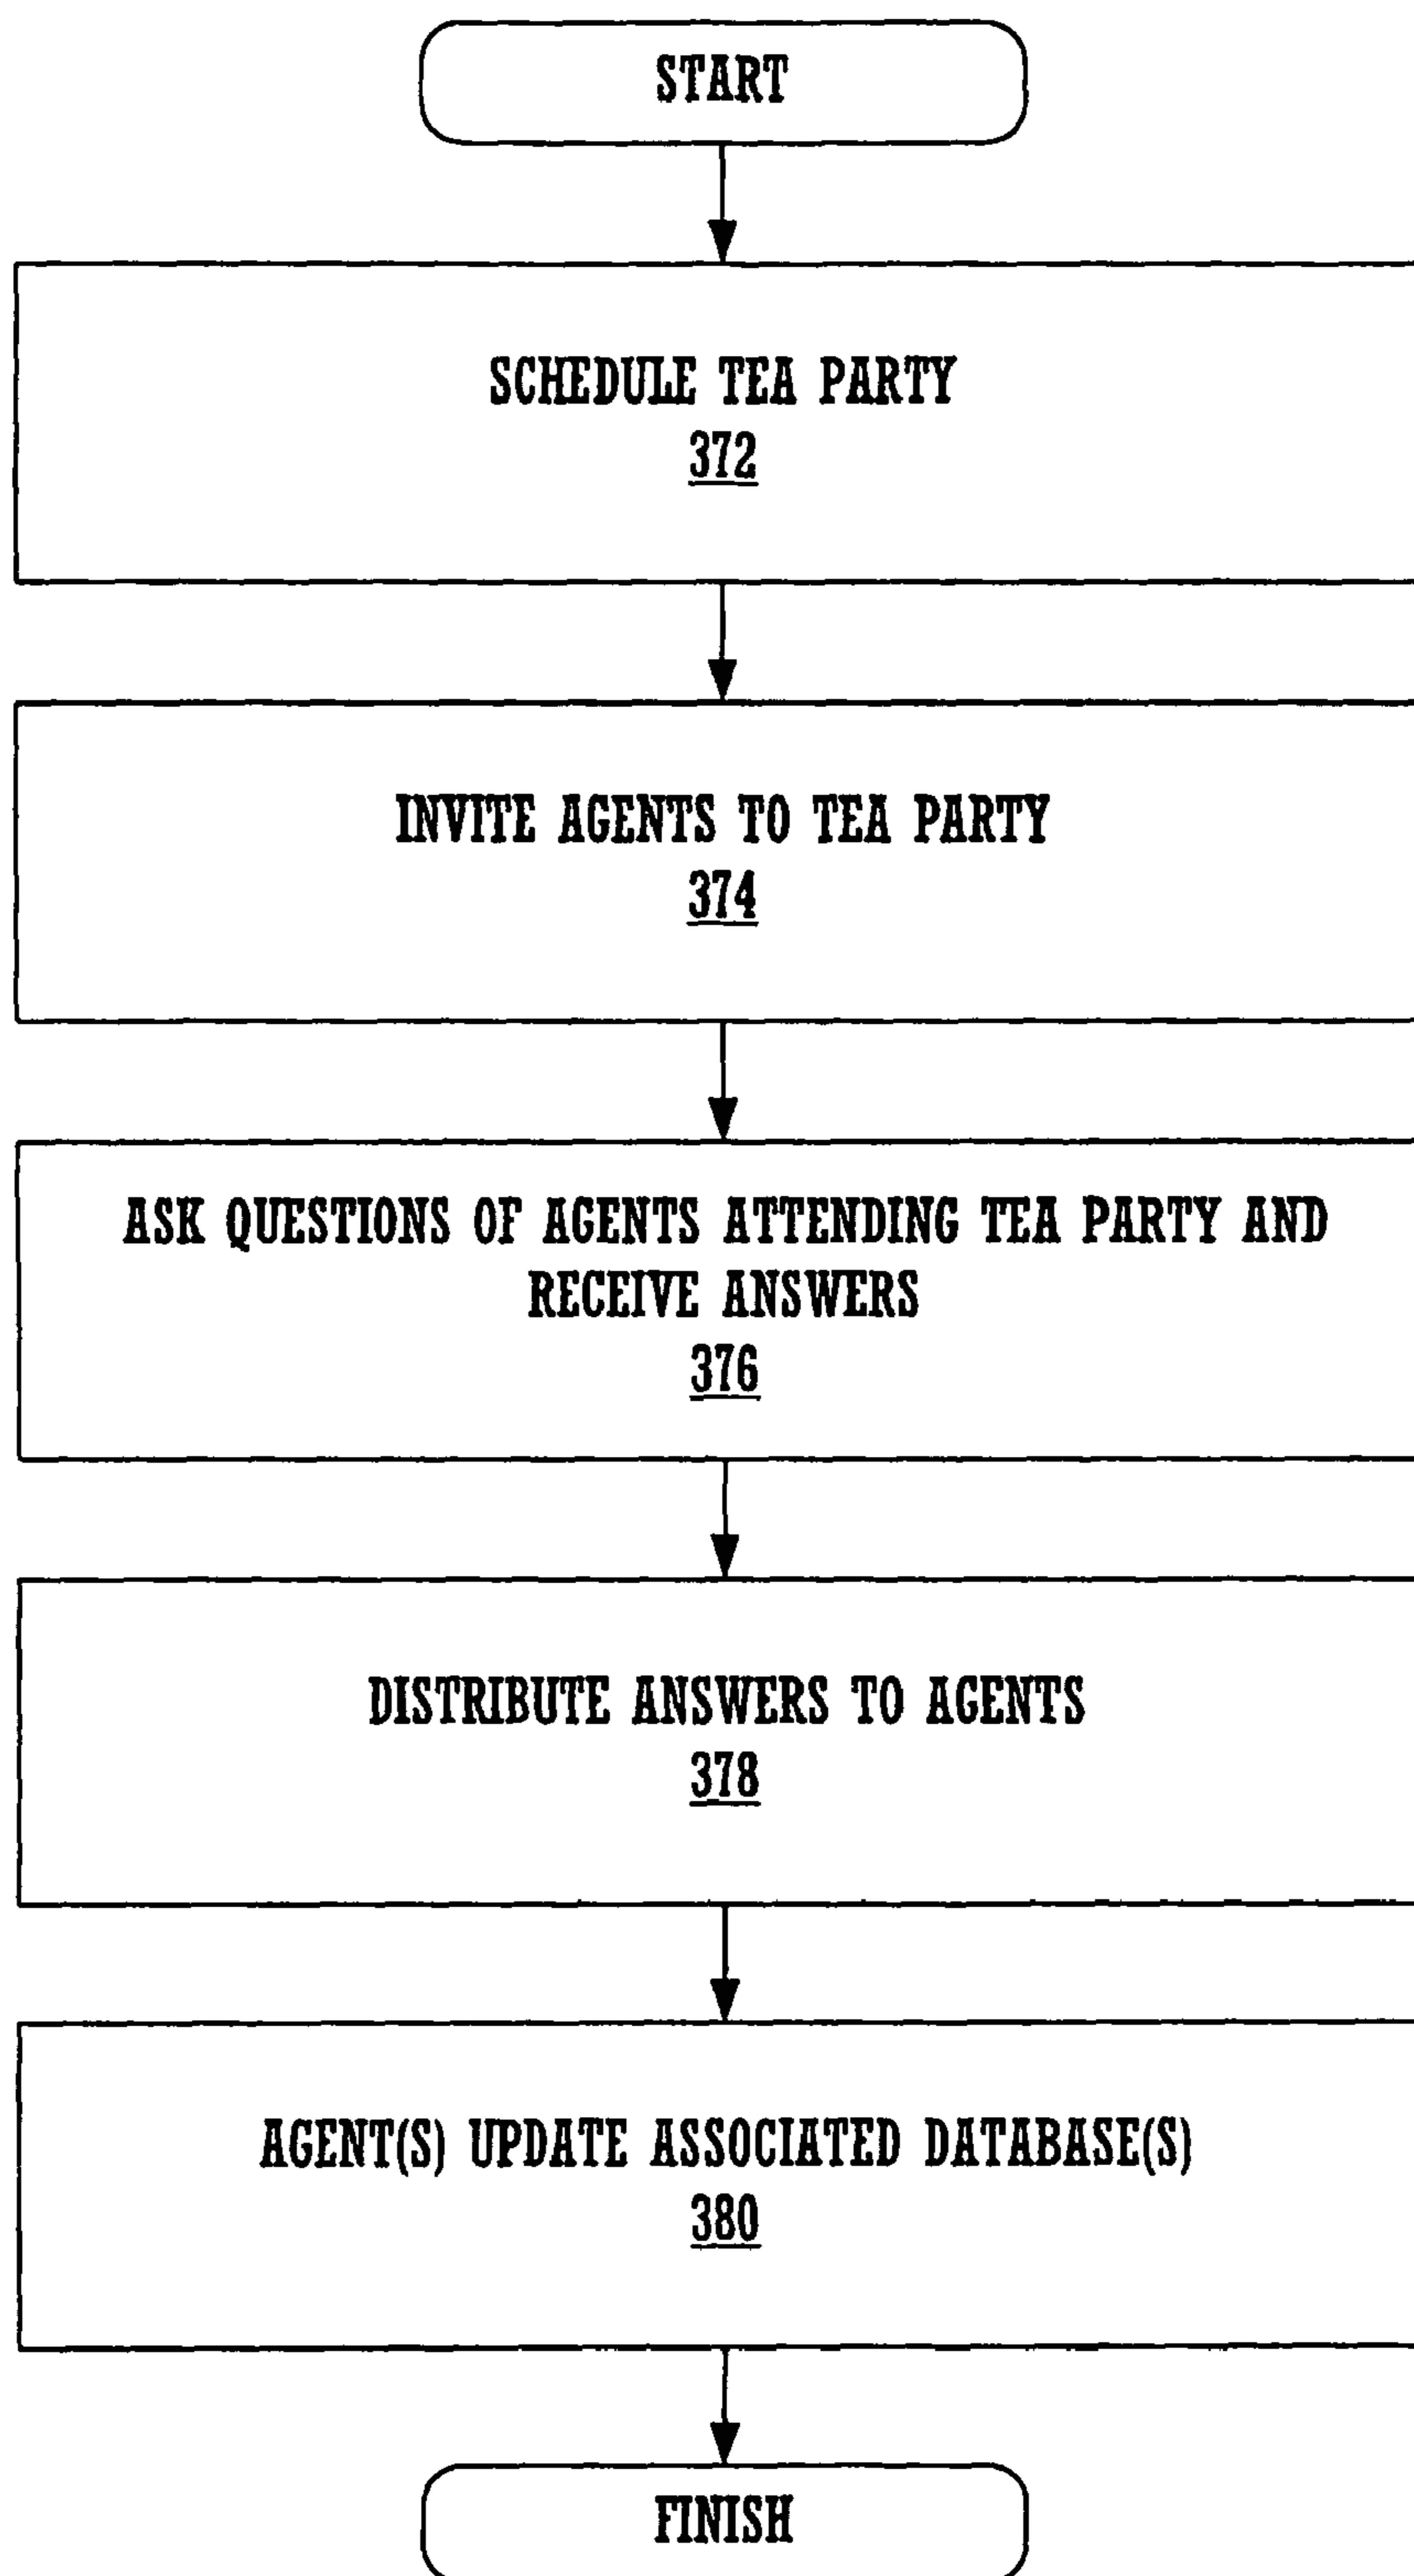 START
SCHEDULE TEA PARTY
372
INVITE AGENTS TO TEA PARTY
374
ASK QUESTIONS OF AGENTS ATTENDING TEA PARTY AND
RECEIVE ANSWERS
376
DISTRIBUTE ANSWERS TO AGENTS
378
AGENT(S) UPDATE ASSOCIATED DATABASE(S)
380
FINISH